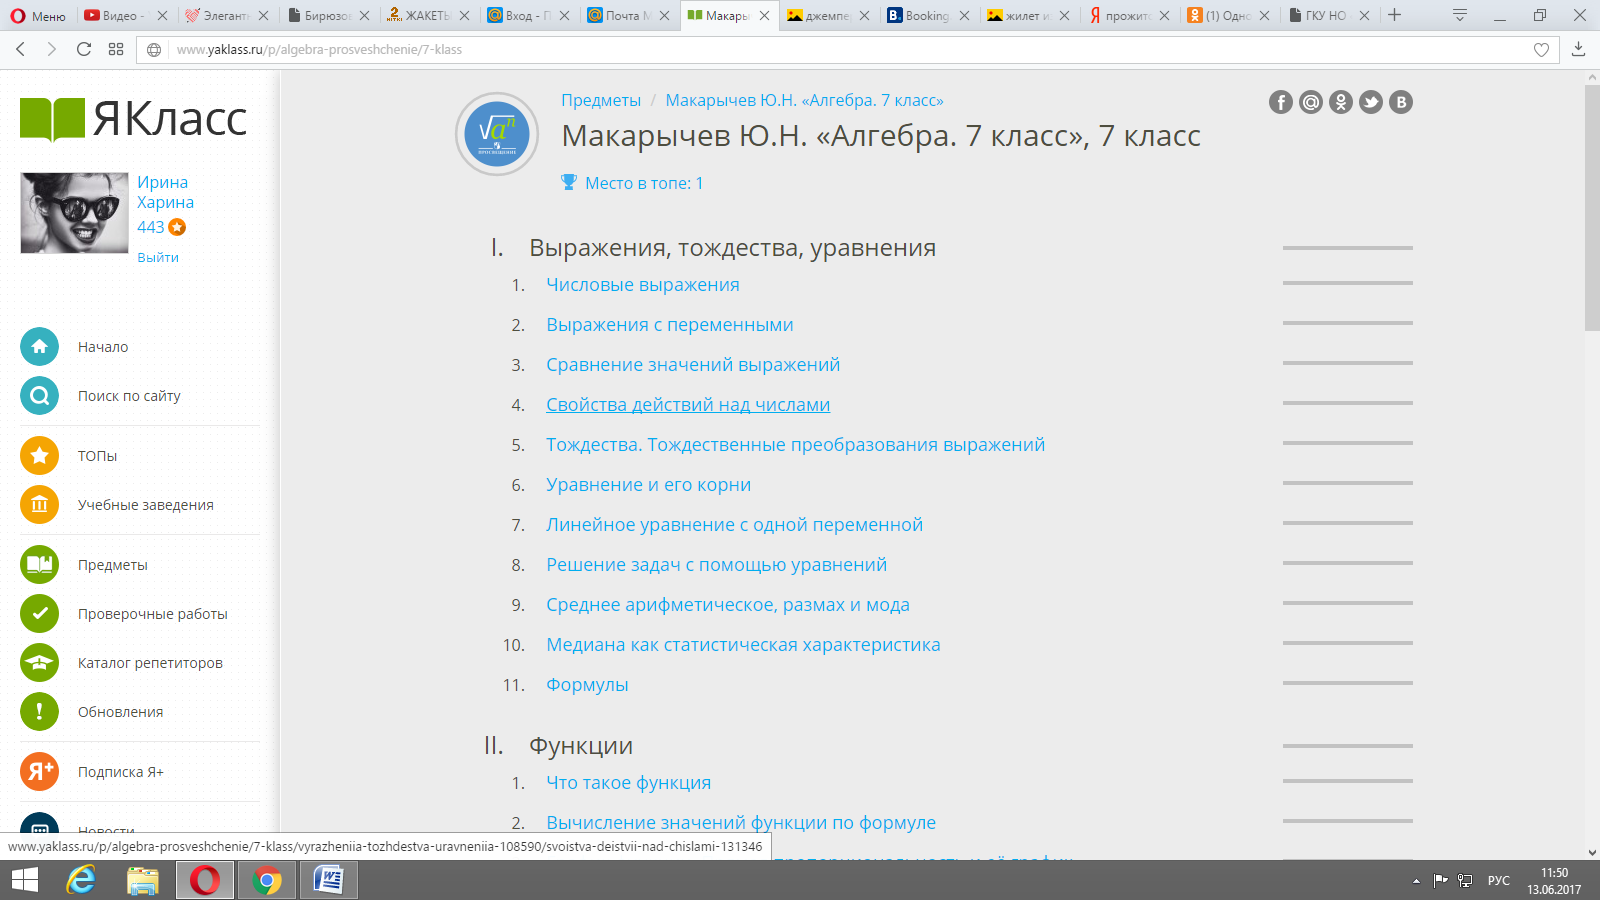 Меню
Видео -
Элегант
Бирюзов
ЖАКЕТЫ
Вход - П
Почта М
Макары
джемпе
Booking.
жилет и
прожито
(1) Одно
ГКУ НО
www.yaklass.ru/p/algebra-prosveshchenie/7-klass
ЯКласс
Ирина
Харина
443
Выйти
Начало
Поиск по сайту
ТОПы
Учебные заведения
Предметы
Проверочные работы
Каталог репетиторов
Обновления
Подписка Я+
Новости
Предметы / Макарычев Ю.Н. «Алгебра. 7 класс»
Макарычев Ю.Н. «Алгебра. 7 класс», 7 класс
Место в топе: 1
I. Выражения, тождества, уравнения
1. Числовые выражения
2. Выражения с переменными
3. Сравнение значений выражений
4. Свойства действий над числами
5. Тождества. Тождественные преобразования выражений
6. Уравнение и его корни
7. Линейное уравнение с одной переменной
8. Решение задач с помощью уравнений
9. Среднее арифметическое, размах и мода
10. Медиана как статистическая характеристика
11. Формулы
II. Функции
1. Что такое функция
2. Вычисление значений функции по формуле
www.yaklass.ru/p/algebra-prosveshchenie/7-klass/vyrazheniia-tozhdestva-uravneniia-108590/svoistva-deistvii-nad-chislami-131346
РУС
11:50
13.06.2017